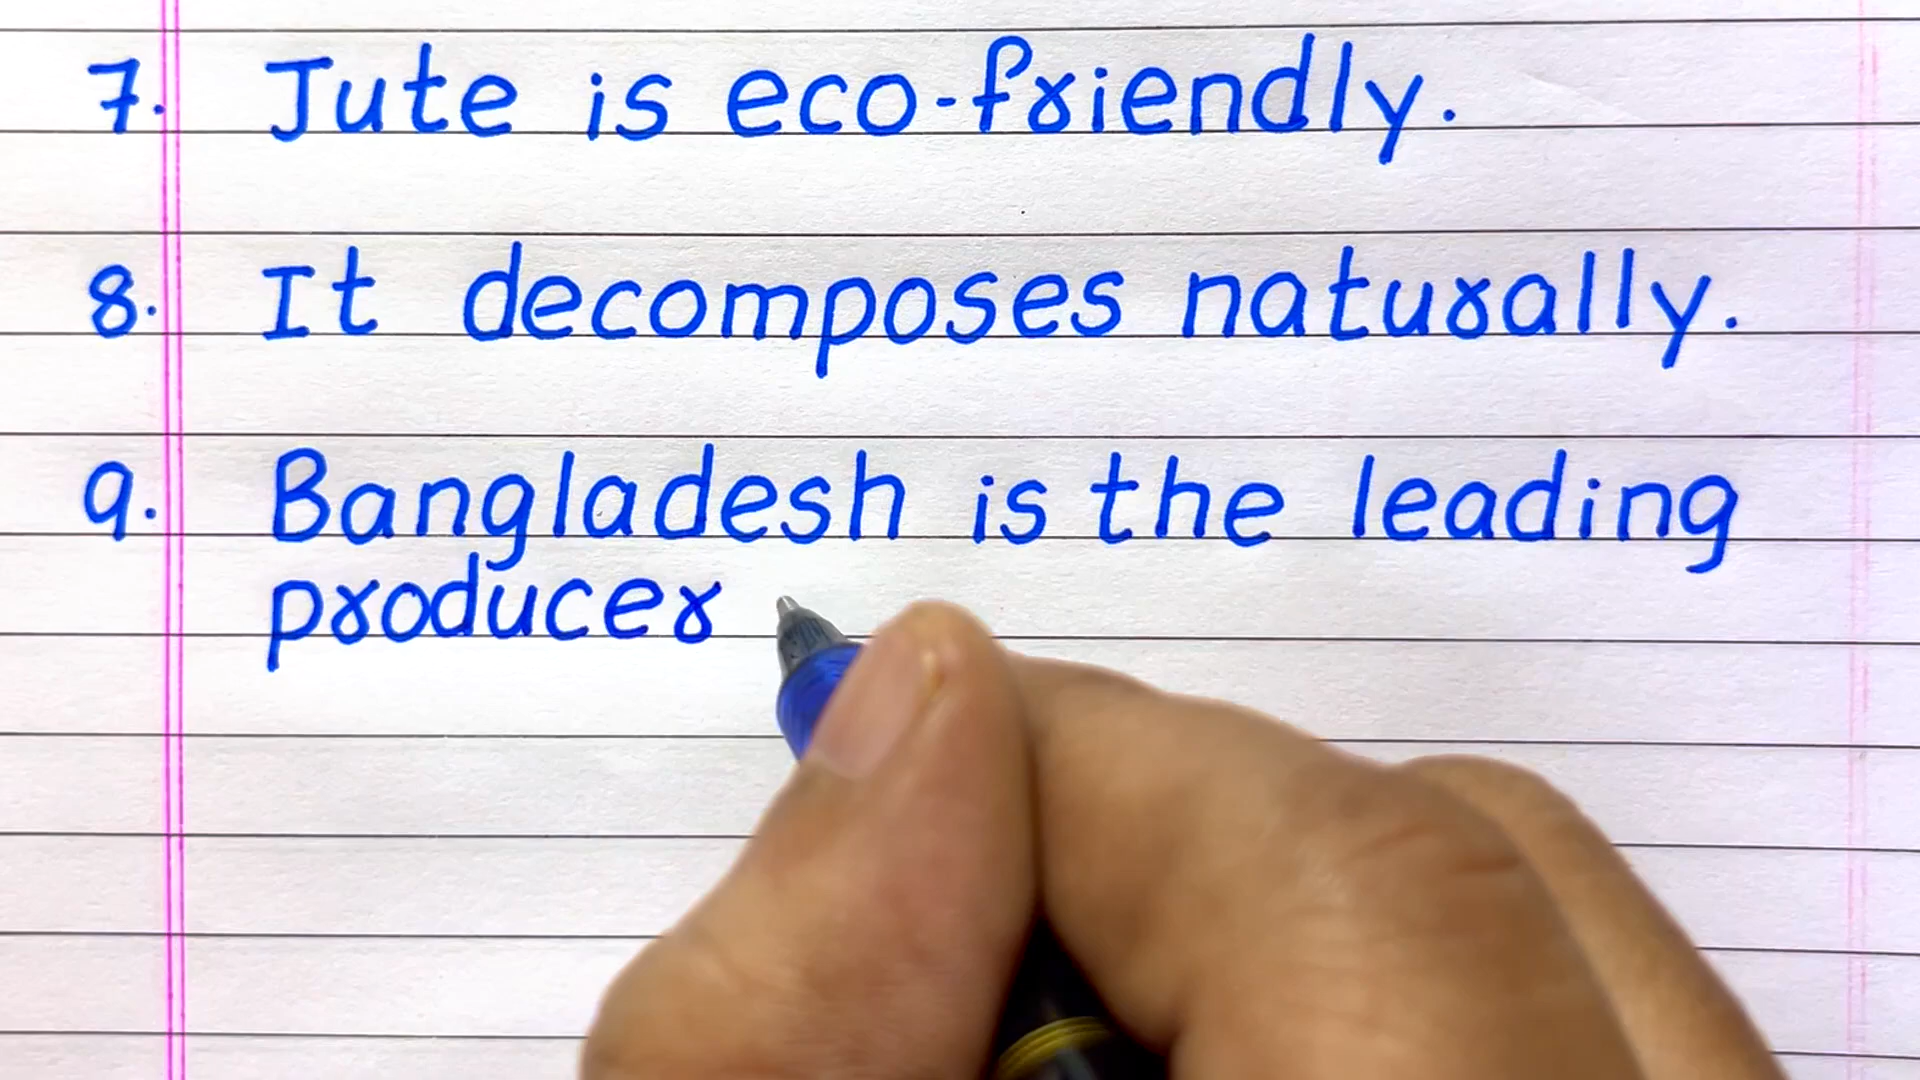 7. Jute is eco-friendly.
8. It decomposes naturally.
9. Bangladesh is the leading
producer